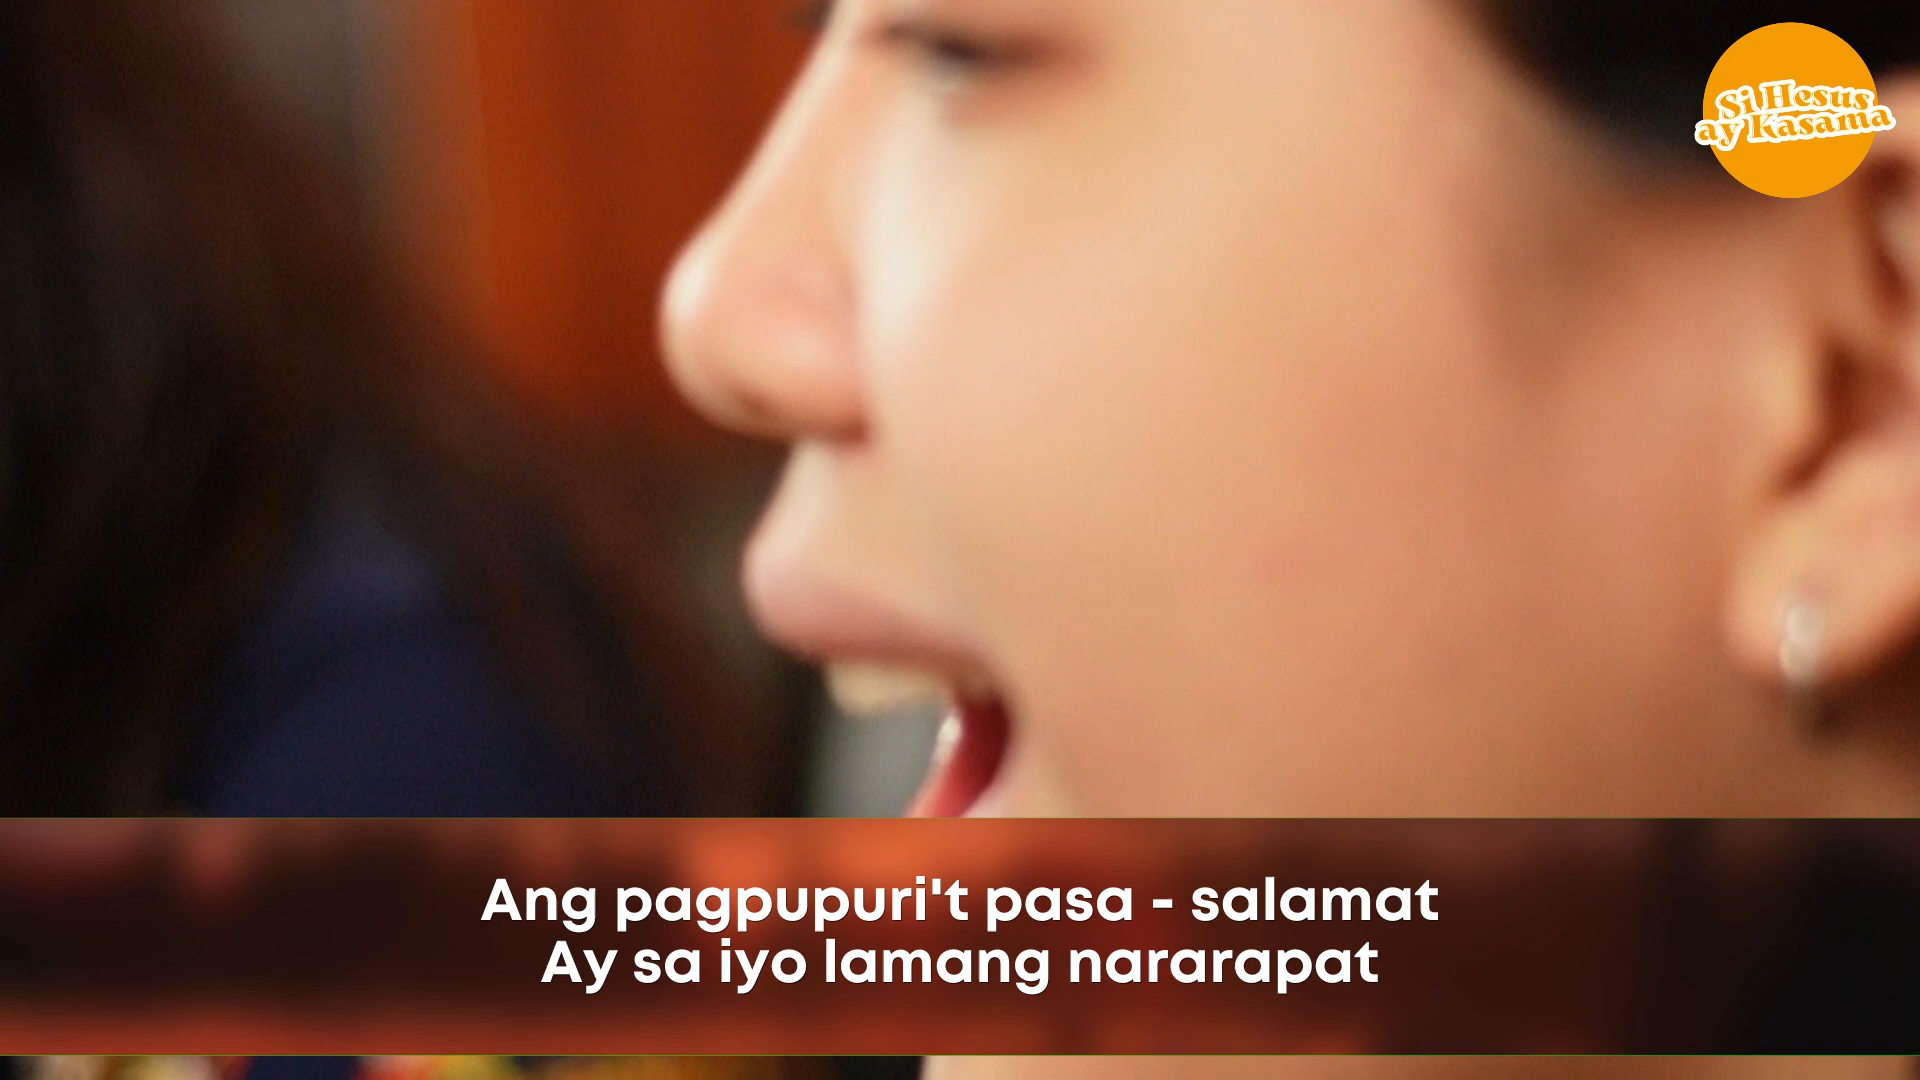 Si Hesus
ay Kasama
Ang pagpupuri't pasa - salamat
Ay sa iyo lamang nararapat